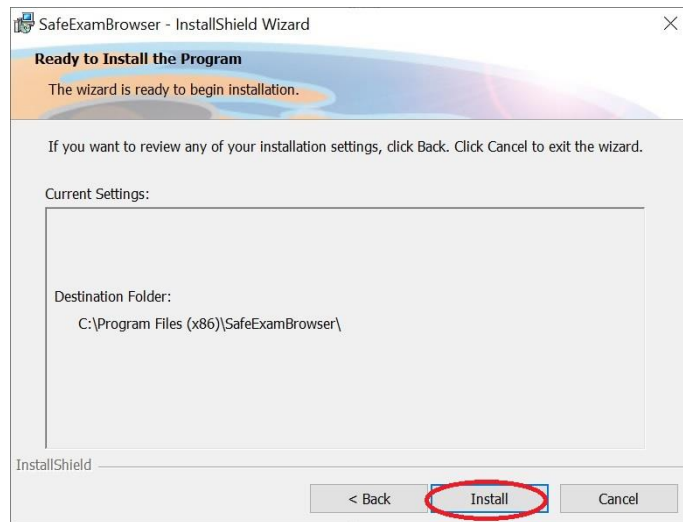 SafeExamBrowser - InstallShield Wizard
Ready to Install the Program
The wizard is ready to begin installation.
If you want to review any of your installation settings, click Back. Click Cancel to exit the wizard.
Current Settings:
Destination Folder:
C:\Program Files (x86)\SafeExamBrowser\
InstallShield
< Back Install Cancel